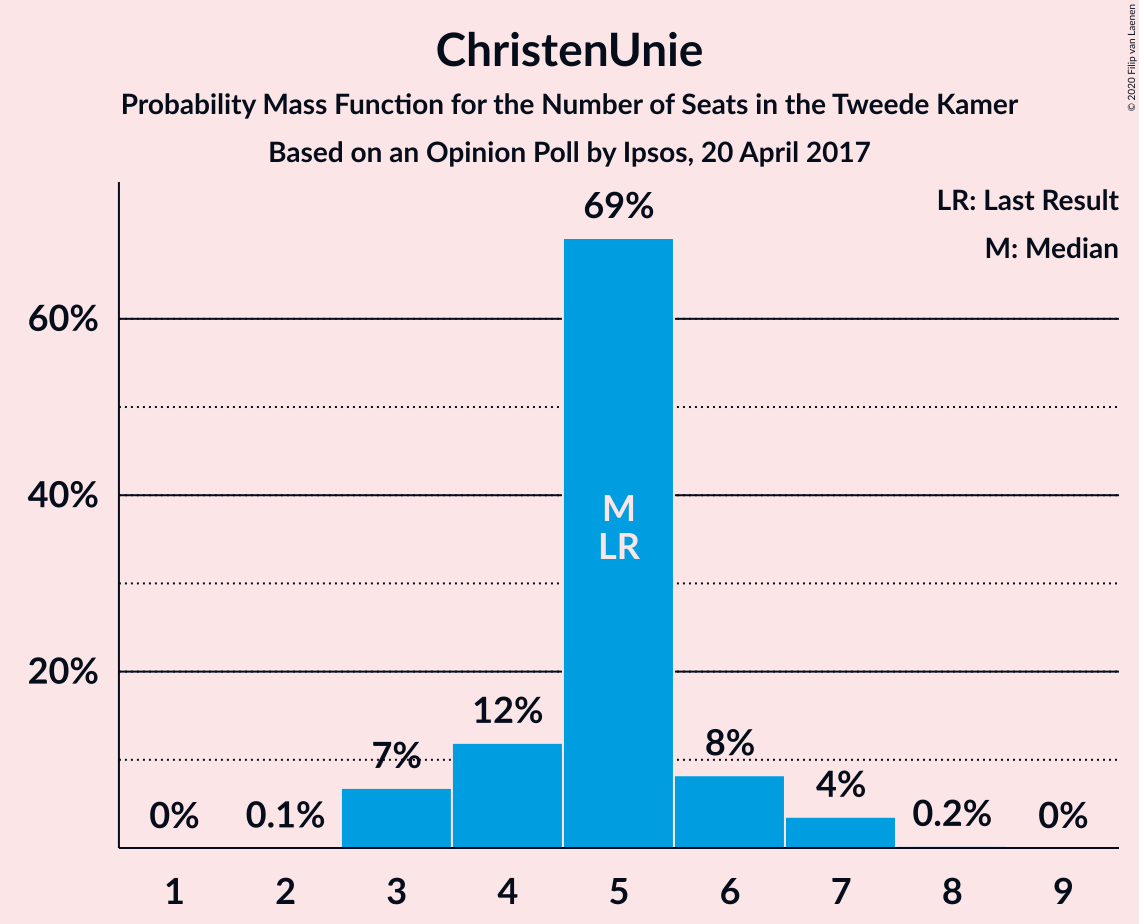 ChristenUnie
Probability Mass Function for the Number of Seats in the Tweede Kamer
Based on an Opinion Poll by Ipsos, 20 April 2017
© 2020 Filip van Laenen
LR: Last Result
M: Median
69%
60%
40%
20%
M
LR
0%
0.1%
7%
12%
8%
4%
0.2%
0%
1 2 3 4 5 6 7 8 9